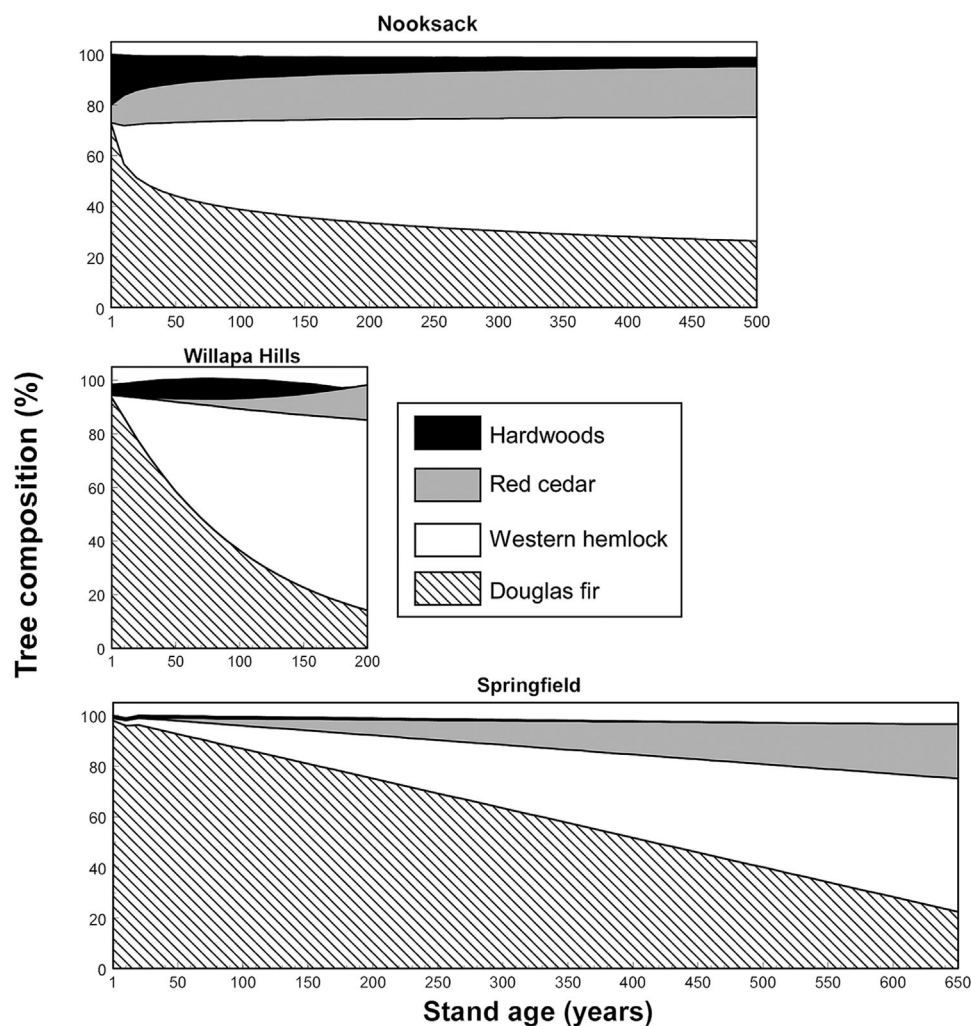 Nooksack
100
80
60
40
20
0
1 50 100 150 200 250 300 350 400 450 500
Willapa Hills
100
80
60
40
20
0
1 50 100 150 200
Hardwoods
Red cedar
Western hemlock
Douglas fir
Tree composition (%)
Springfield
100
80
60
40
20
0
1 50 100 150 200 250 300 350 400 450 500 550 600 650
Stand age (years)